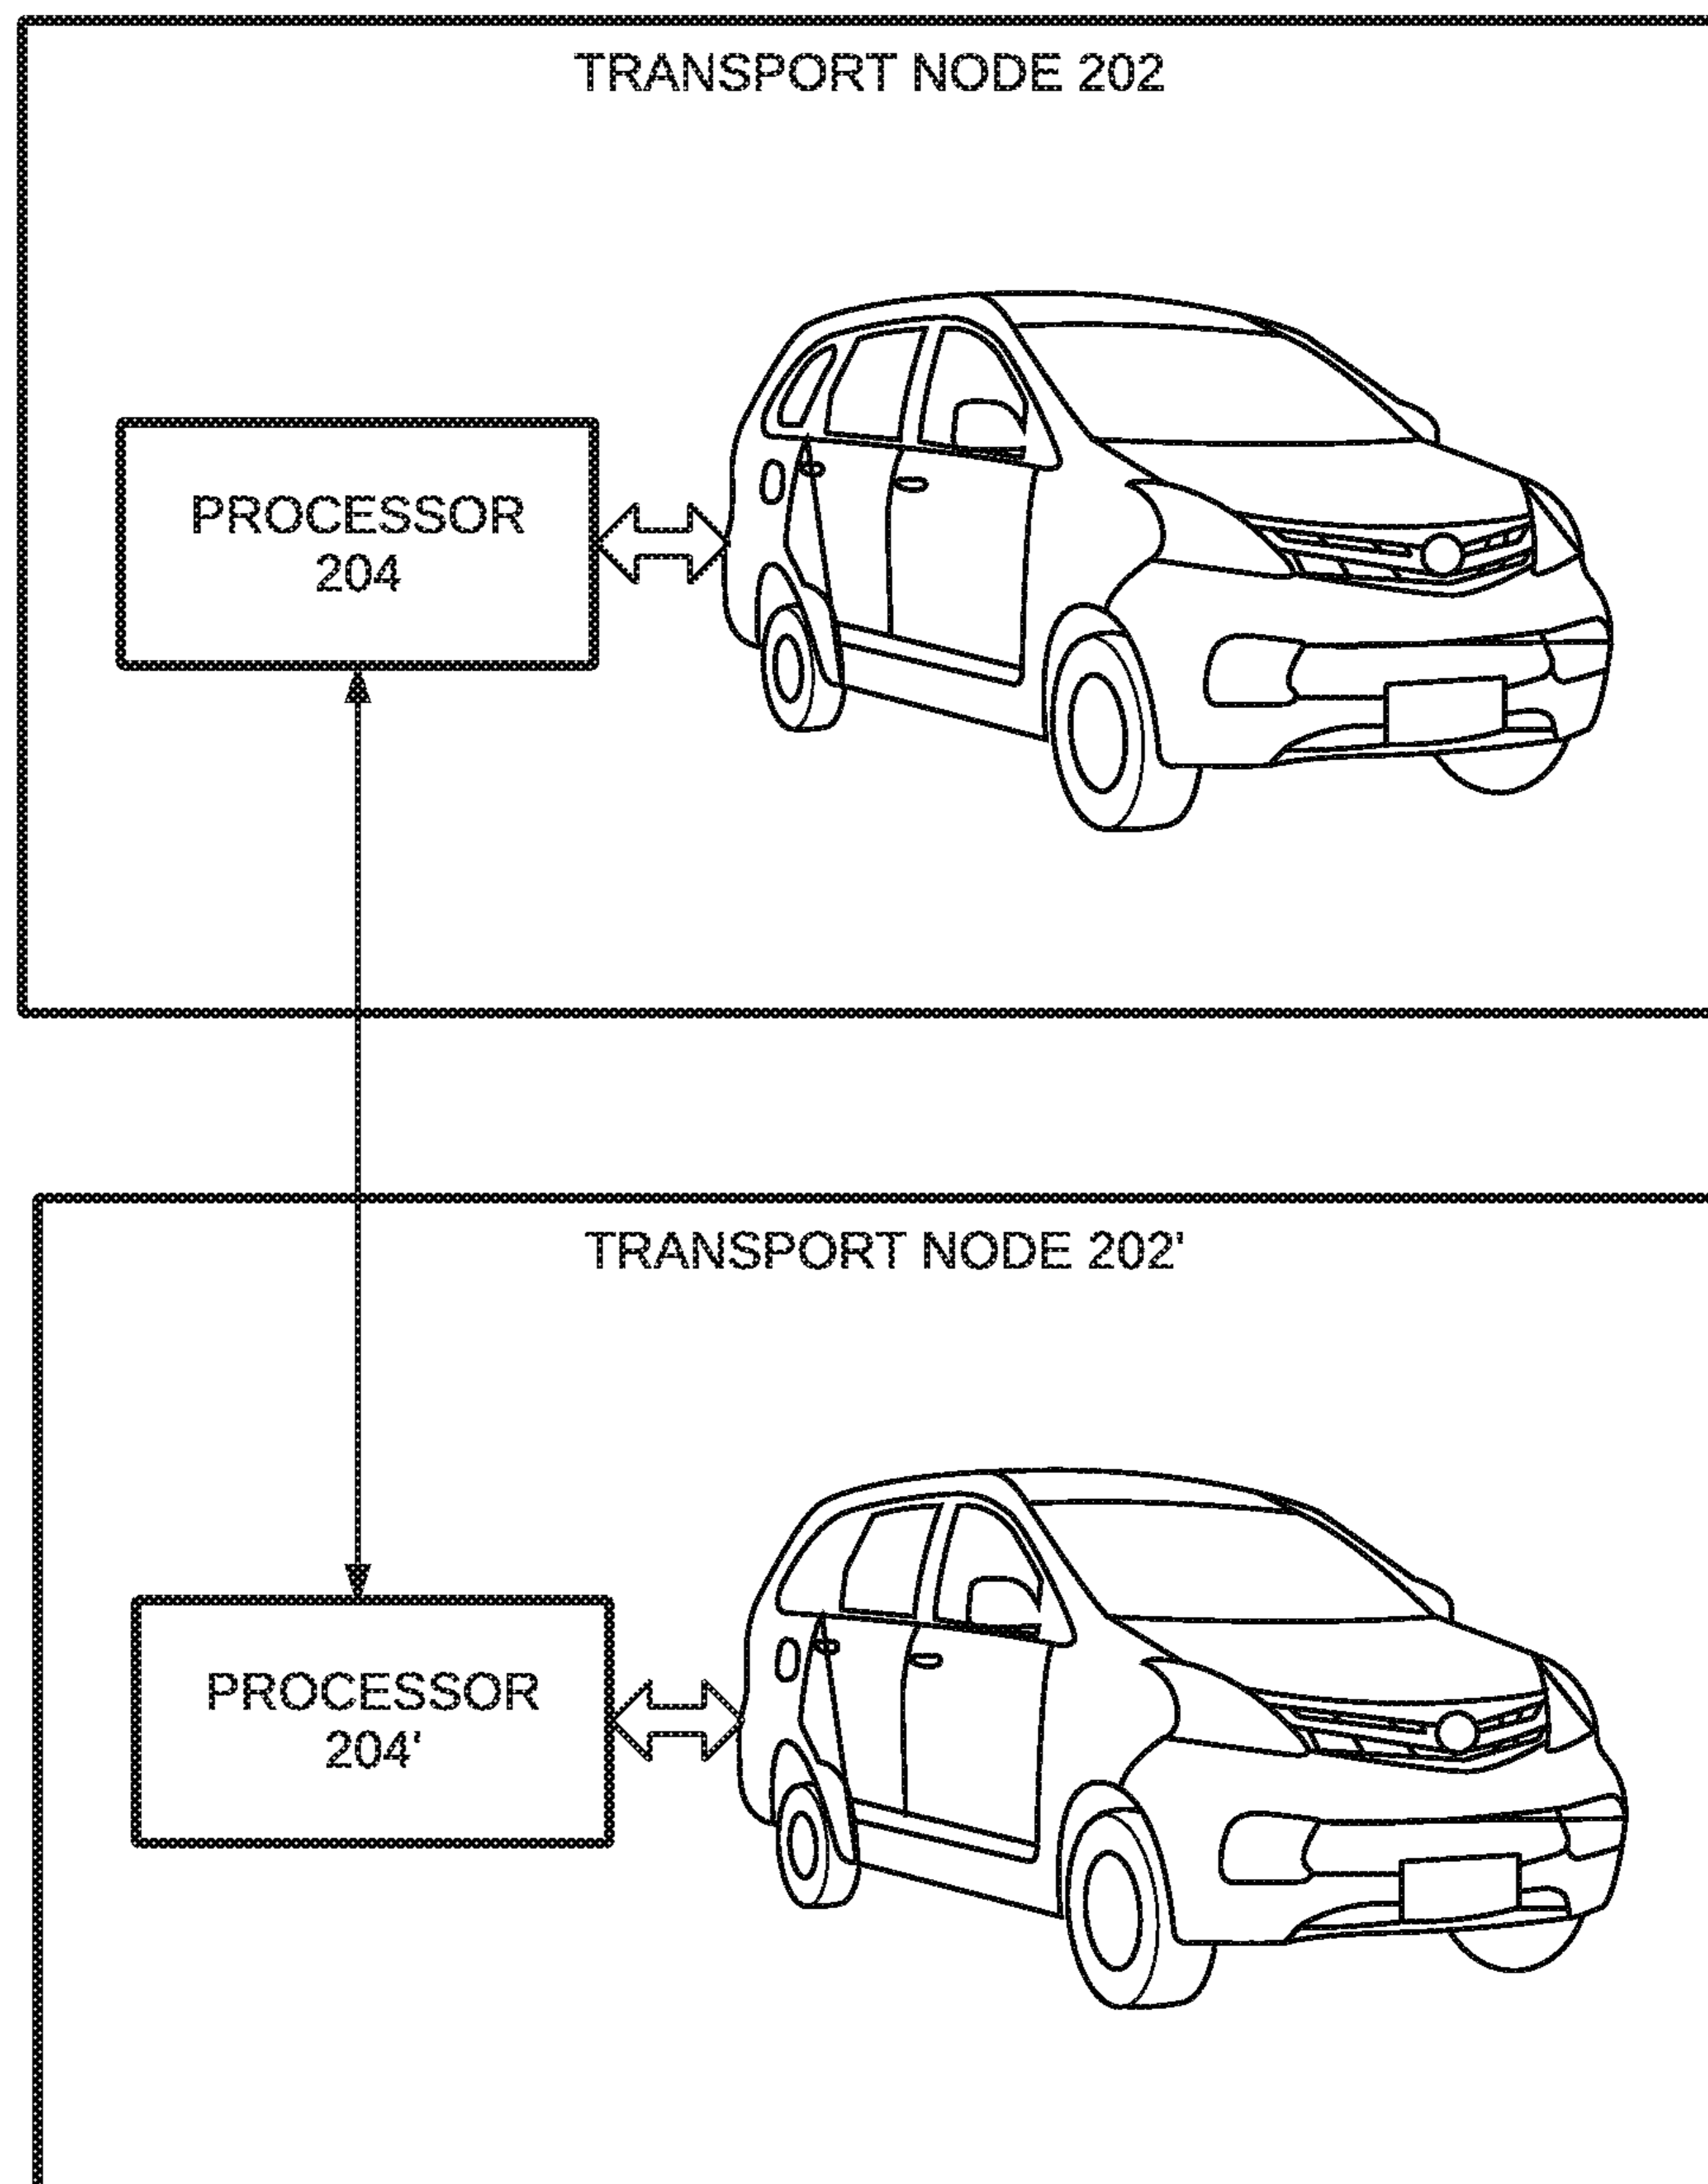 TRANSPORT NODE 202
PROCESSOR
204
TRANSPORT NODE 202'
PROCESSOR
204'